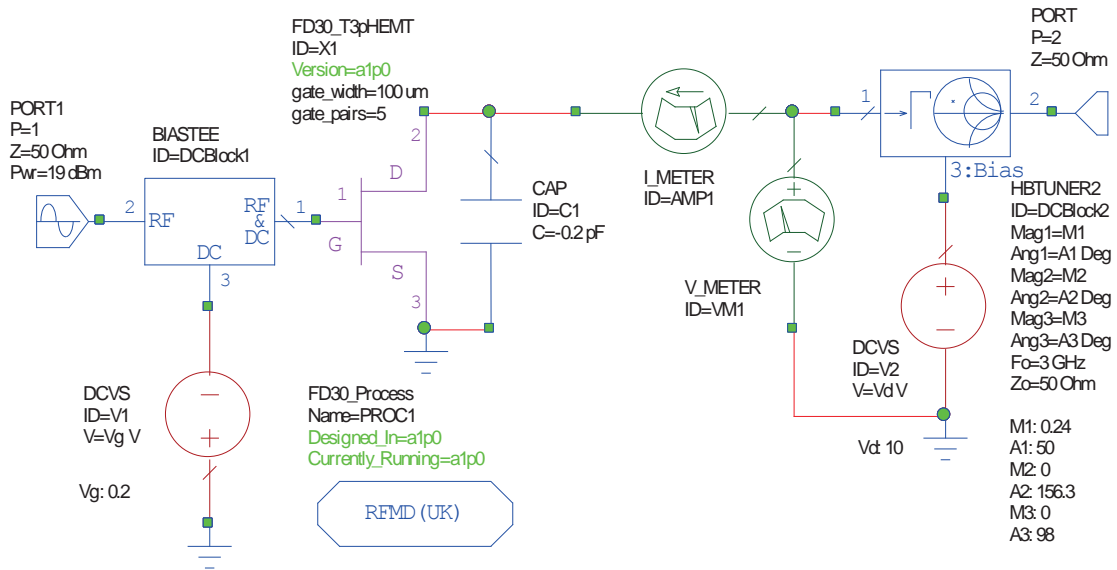 FD30_T3pHEMT
ID=X1
Version=a1p0
gate_width=100 um
gate_pairs=5
PORT1
P=1
Z=50 Ohm
Pwr=19 dBm
BIASTEE
ID=DCBlock1
2
RF
RF
&
DC
1
DC
3
1
G
2
D
S
3
CAP
ID=C1
C=-0.2 pF
I_METER
ID=AMP1
V_METER
ID=VM1
PORT
P=2
Z=50 Ohm
1
2
3:Bias
HBTUNER2
ID=DCBlock2
Mag1=M1
Ang1=A1 Deg
Mag2=M2
Ang2=A2 Deg
Mag3=M3
Ang3=A3 Deg
Fo=3 GHz
Zo=50 Ohm
DCVS
ID=V2
V=Vd V
Vd: 10
M1: 0.24
A1: 50
M2: 0
A2: 156.3
M3: 0
A3: 98
DCVS
ID=V1
V=Vg V
Vg: 0.2
FD30_Process
Name=PROC1
Designed_In=a1p0
Currently_Running=a1p0
RFMD (UK)